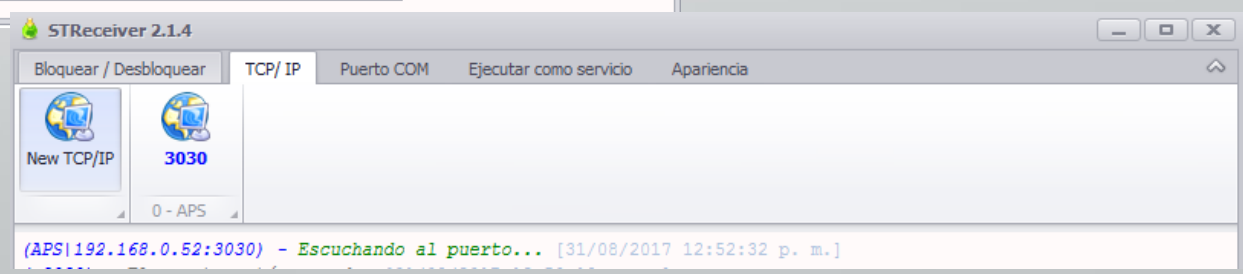 STReceiver 2.1.4
Bloquear / Desbloquear TCP/ IP Puerto COM Ejecutar como servicio Apariencia
New TCP/IP 3030
0 - APS
(APS|192.168.0.52:3030) - Escuchando al puerto... [31/08/2017 12:52:32 p. m.]